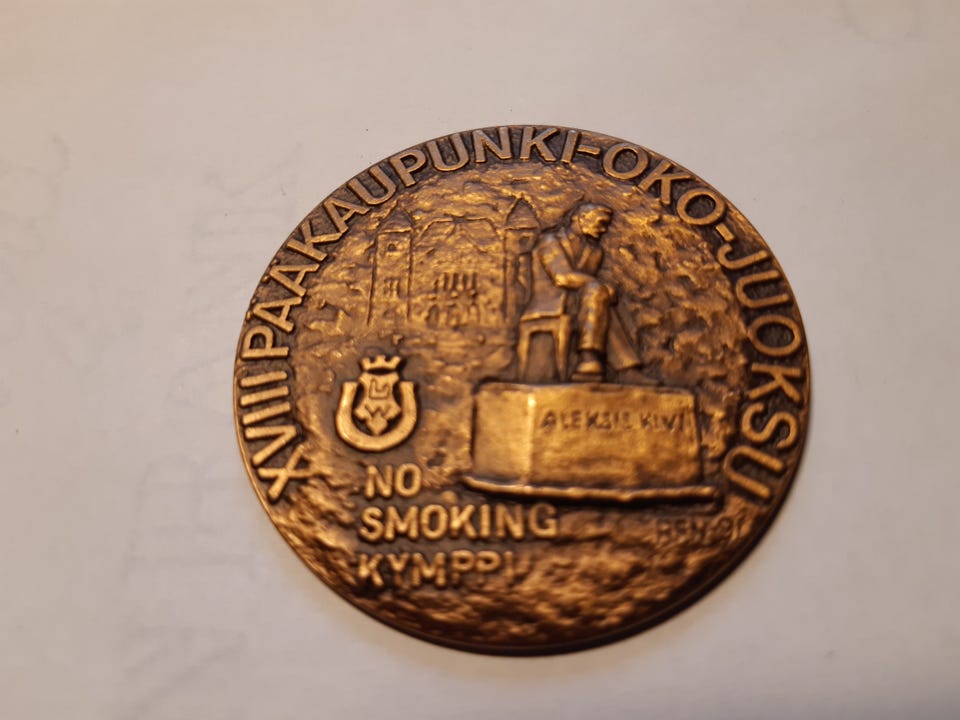 XVIII PÄÄKAUPUNKI-OKO-JUOKSU
ALEKSIS KIVI
NO
SMOKING
KYMPPI